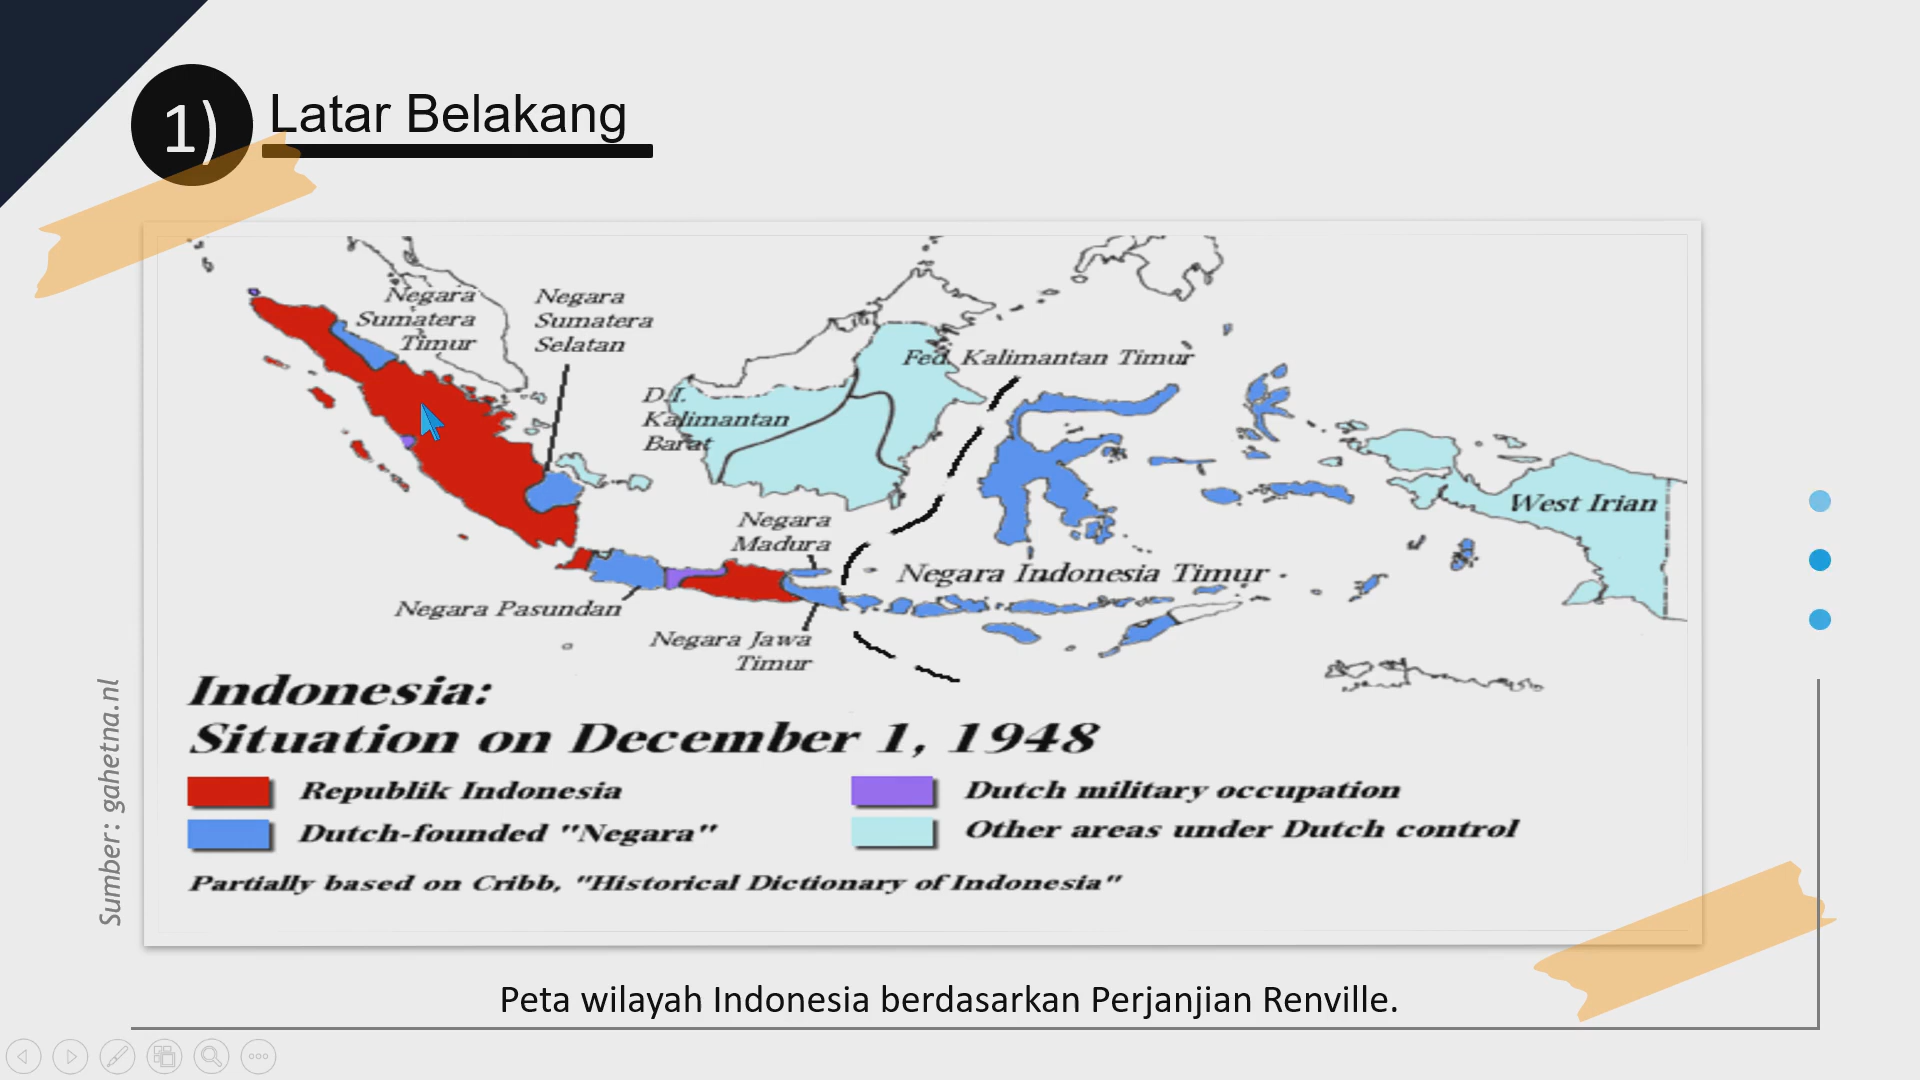 1)
Latar Belakang
Negara
Sumatera
Timur
Negara
Sumatera
Selatan
Fed. Kalimantan Timur
D.I.
Kalimantan
Barat
West Irian
Negara
Madura
Negara Indonesia Timur
Negara Pasundan
Negara Jawa
Timur
Indonesia:
Situation on December 1, 1948
Republik Indonesia
Dutch military occupation
Dutch-founded "Negara"
Other areas under Dutch control
Partially based on Cribb, "Historical Dictionary of Indonesia"
Sumber: gahetna.nl
Peta wilayah Indonesia berdasarkan Perjanjian Renville.